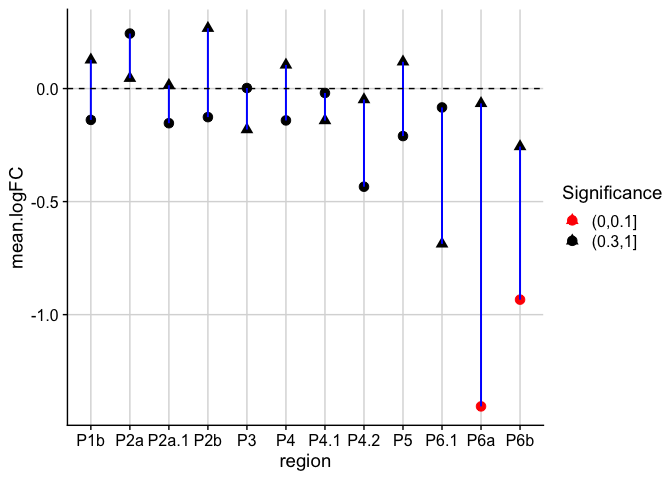 0.0
-0.5
-1.0
mean.logFC
P1b P2a P2a.1 P2b P3 P4 P4.1 P4.2 P5 P6.1 P6a P6b
region
Significance
(0,0.1]
(0.3,1]